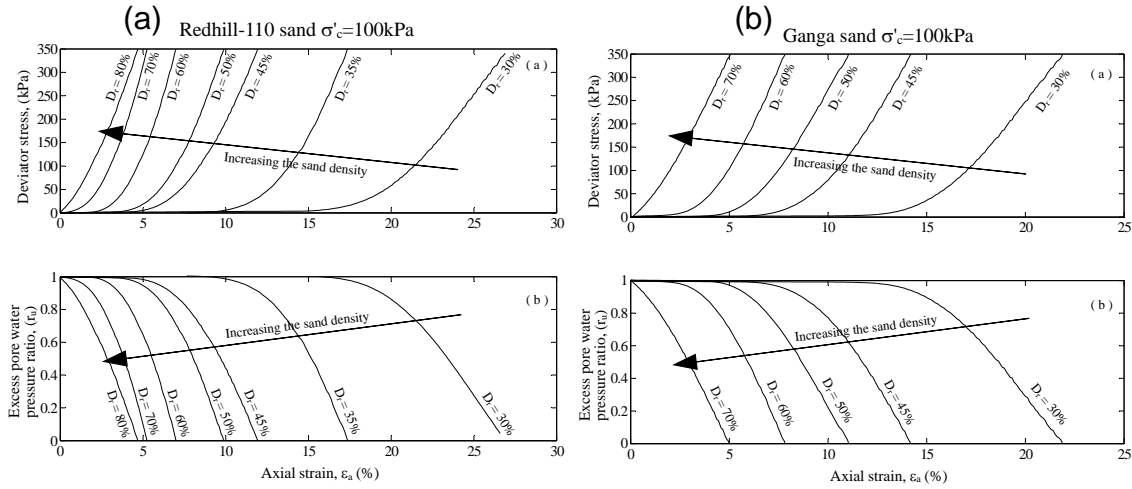 (a)
Redhill-110 sand σ'c=100kPa
Deviator stress, (kPa)
350
300
250
200
150
100
50
0
Dr = 80%
Dr = 70%
Dr = 60%
Dr = 50%
Dr = 45%
Dr = 35%
Dr = 30%
( a )
Increasing the sand density
0
5
10
15
20
25
30
Excess pore water
pressure ratio, (ru)
1
0.8
0.6
0.4
0.2
0
( b )
Increasing the sand density
Dr = 80%
Dr = 70%
Dr = 60%
Dr = 50%
Dr = 45%
Dr = 35%
Dr = 30%
0
5
10
15
20
25
30
Axial strain, εa (%)
(b)
Ganga sand σ'c=100kPa
Deviator stress, (kPa)
350
300
250
200
150
100
50
0
Dr = 70%
Dr = 60%
Dr = 50%
Dr = 45%
Dr = 30%
( a )
Increasing the sand density
0
5
10
15
20
25
Excess pore water
pressure ratio, (ru)
1
0.8
0.6
0.4
0.2
0
( b )
Increasing the sand density
Dr = 70%
Dr = 60%
Dr = 50%
Dr = 45%
Dr = 30%
0
5
10
15
20
25
Axial strain, εa (%)